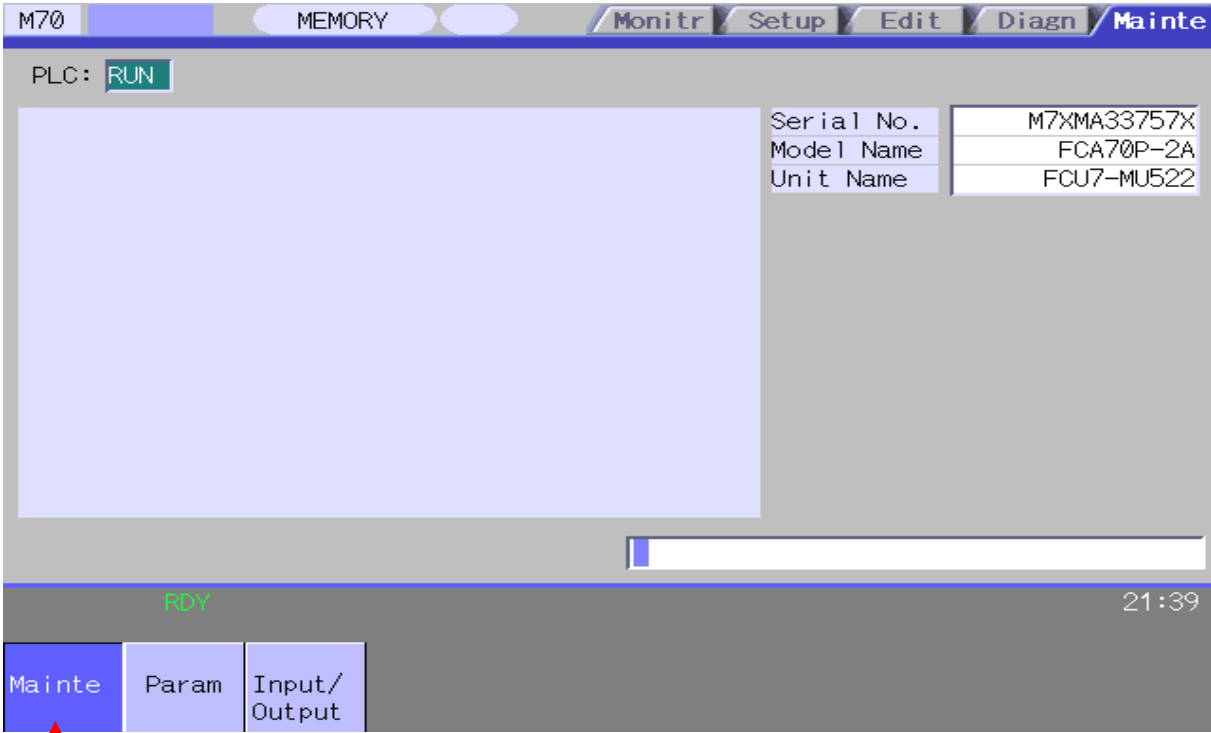 M70 MEMORY Monitr Setup Edit Diagn Mainte
PLC: RUN
Serial No. M7XMA33757X
Model Name FCA70P-2A
Unit Name FCU7-MU522
RDY 21:39
Mainte Param Input/
Output